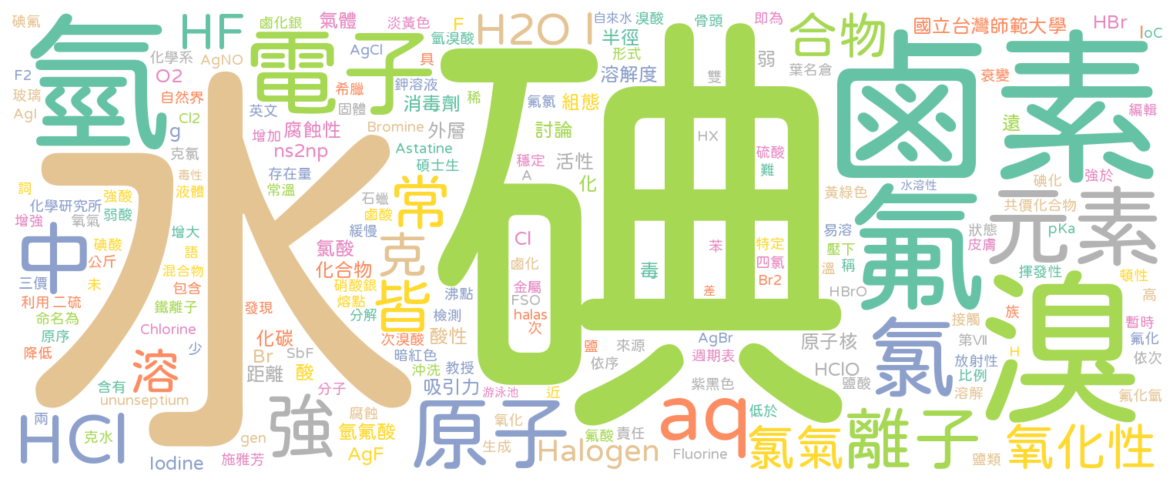 碘氟
氫
HF
鹵化銀
氣體
淡黃色
F
H2O l
自來水
溴酸
骨頭
即為
合物
國立台灣師範大學
HBr
IoC
電子
氫溴酸
半徑
形式
雙
弱
葉名倉
鹵素
化學系
AgNO
AgCl
具
F2
O2
希臘
鉀溶液
溶解度
衰變
玻璃
自然界
英文
固體
消毒劑
稀
氟氯
組態
編輯
AgI
Cl2
g
增加
腐蝕性
Bromine
外層
討論
HX
遠
克氯
ns2np
Astatine
穩定
活性
硫酸
難
毒性
存在量
碩士生
A
化
水溶性
碘化
強於
詞
強酸
液體
常溫
石蠟
常
黃綠色
氟
元素
共價化合物
化學研究所
弱酸
鹵酸
增強
氧氣
緩慢
易溶
狀態
pKa
水
碘
中
碘酸
增大
語
氯酸
克
Cl
苯
特定
壓下
皮膚
公斤
混合物
化合物
鹵化
毒
四氯
溫
稱
揮發性
三價
未
包含
硝酸銀
皆
沸點
金屬
Br2
HBrO
頓性
利用
二硫
鐵離子
發現
熔點
FSO
差
高
命名為
分解
檢測
halas
族
溴
原序
Chlorine
化碳
次溴酸
酸性
次
AgBr
原子核
氯
接觸
暫時
降低
少
Br
SbF
暗紅色
教授
鹽
來源
週期表
第VII
氟化
溶
距離
酸
沖洗
吸引力
依序
HClO
放射性
依次
含有
分子
游泳池
近
紫黑色
鹽酸
比例
ununseptium
溶解
氟化氫
兩
HCl
強
腐蝕
原子
氧化
氟酸
責任
aq
低於
克水
gen
氫氟酸
生成
Halogen
Fluorine
氯氣
離子
氧化性
Iodine
施雅芳
AgF
鹽類
H